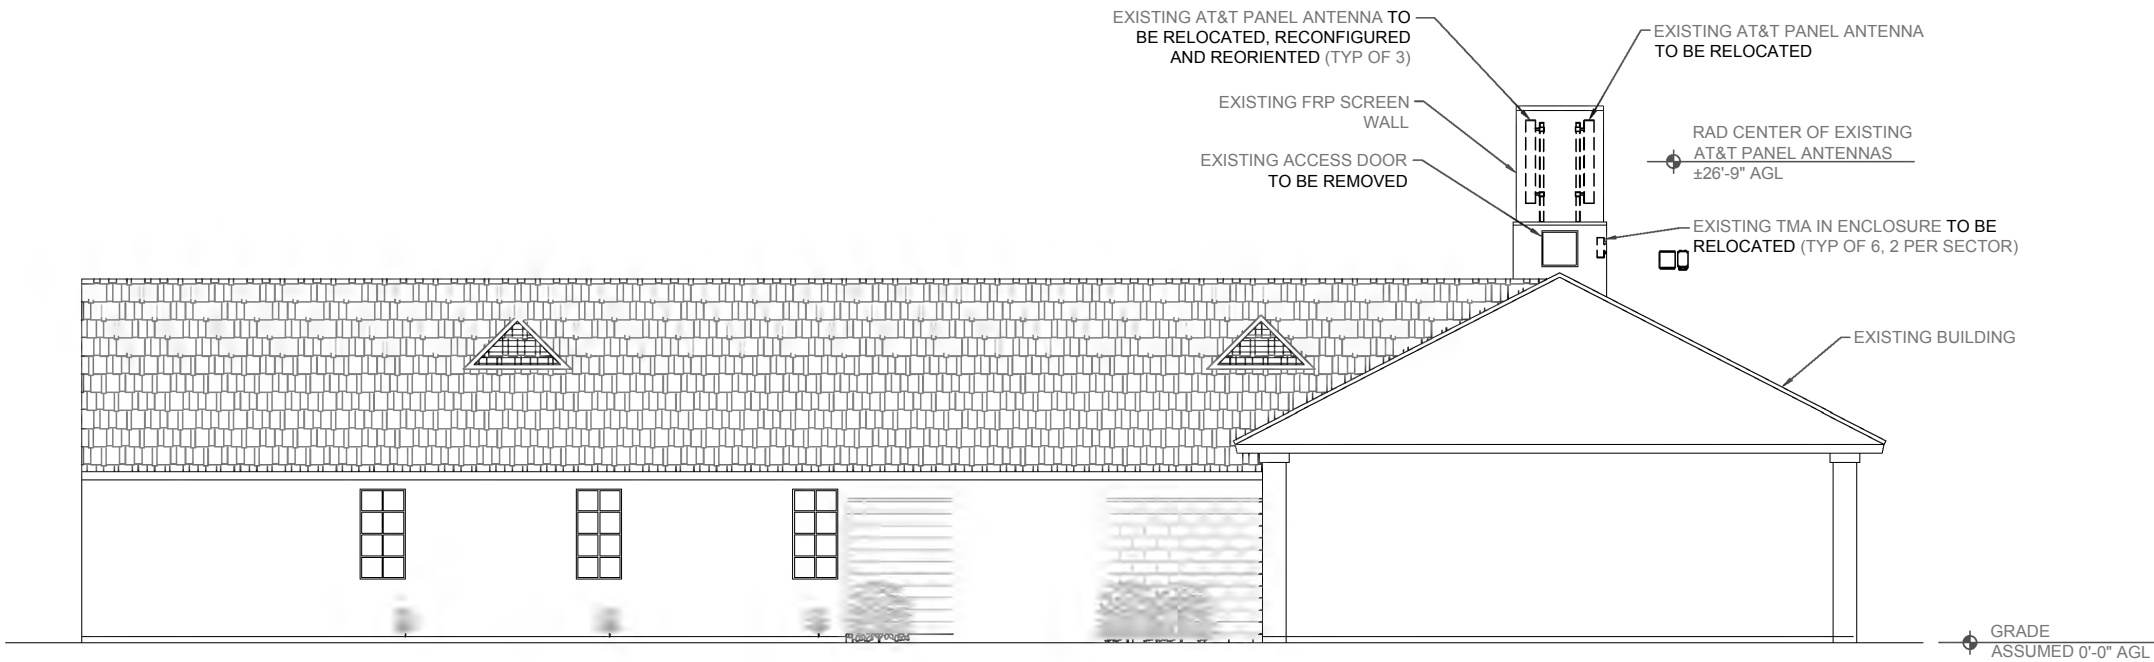 EXISTING AT&T PANEL ANTENNA TO
BE RELOCATED, RECONFIGURED
AND REORIENTED (TYP OF 3)
EXISTING FRP SCREEN
WALL
EXISTING ACCESS DOOR
TO BE REMOVED
EXISTING AT&T PANEL ANTENNA
TO BE RELOCATED
RAD CENTER OF EXISTING
AT&T PANEL ANTENNAS
±26'-9" AGL
EXISTING TMA IN ENCLOSURE TO BE
RELOCATED (TYP OF 6, 2 PER SECTOR)
EXISTING BUILDING
GRADE
ASSUMED 0'-0" AGL